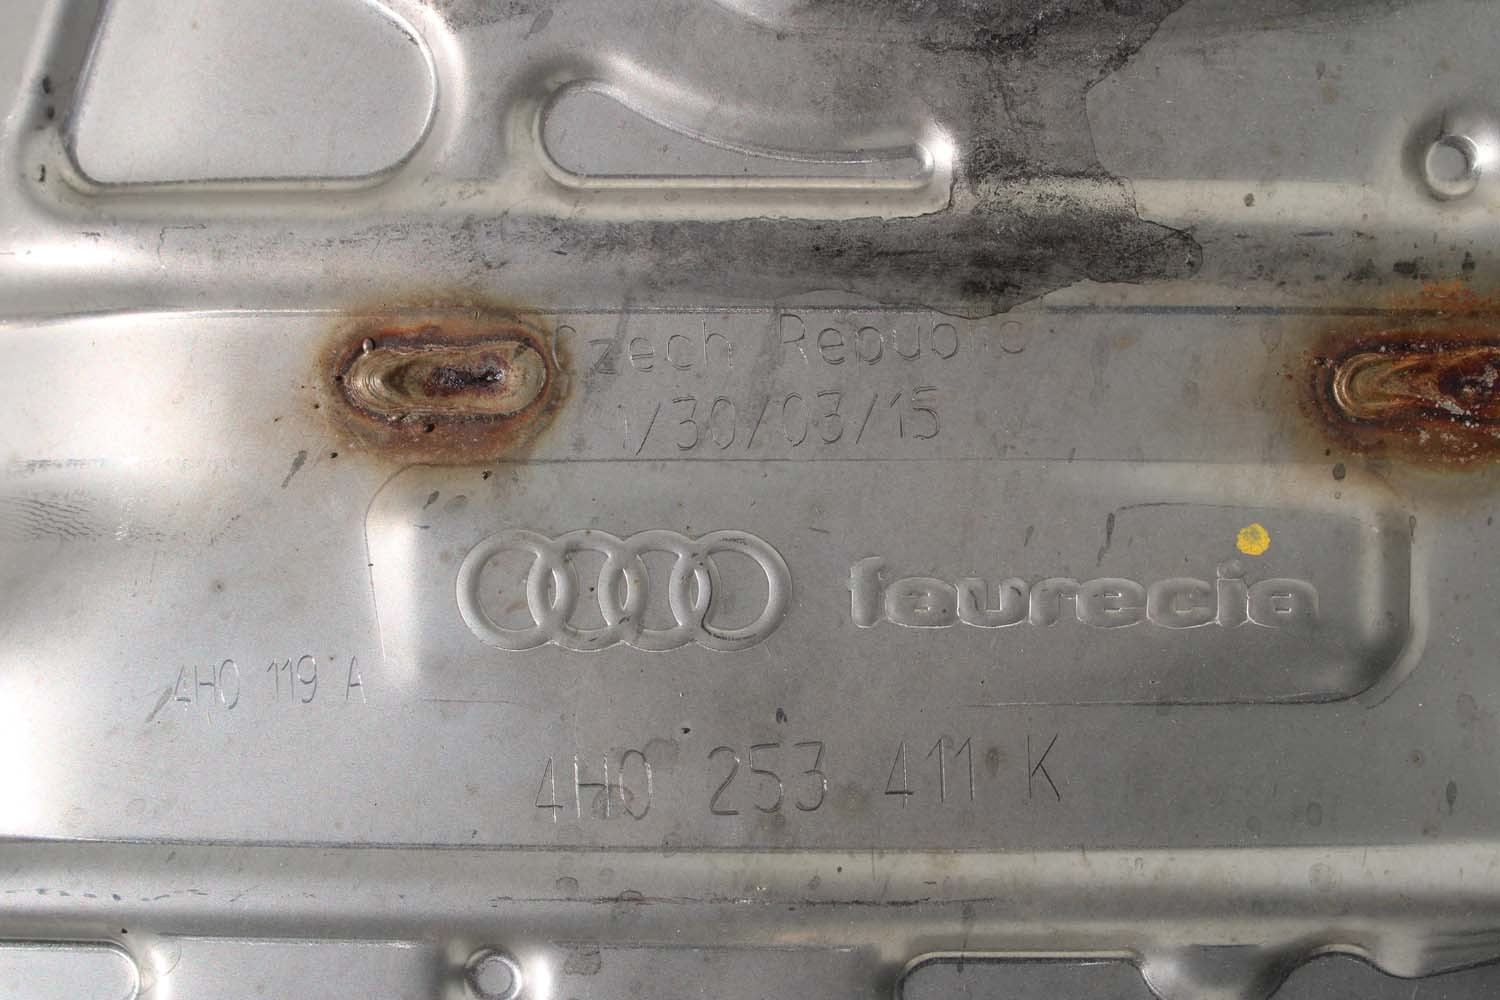 Czech Republic
1/30/03/15
faurecia
4H0 119 A
4H0 253 411 K